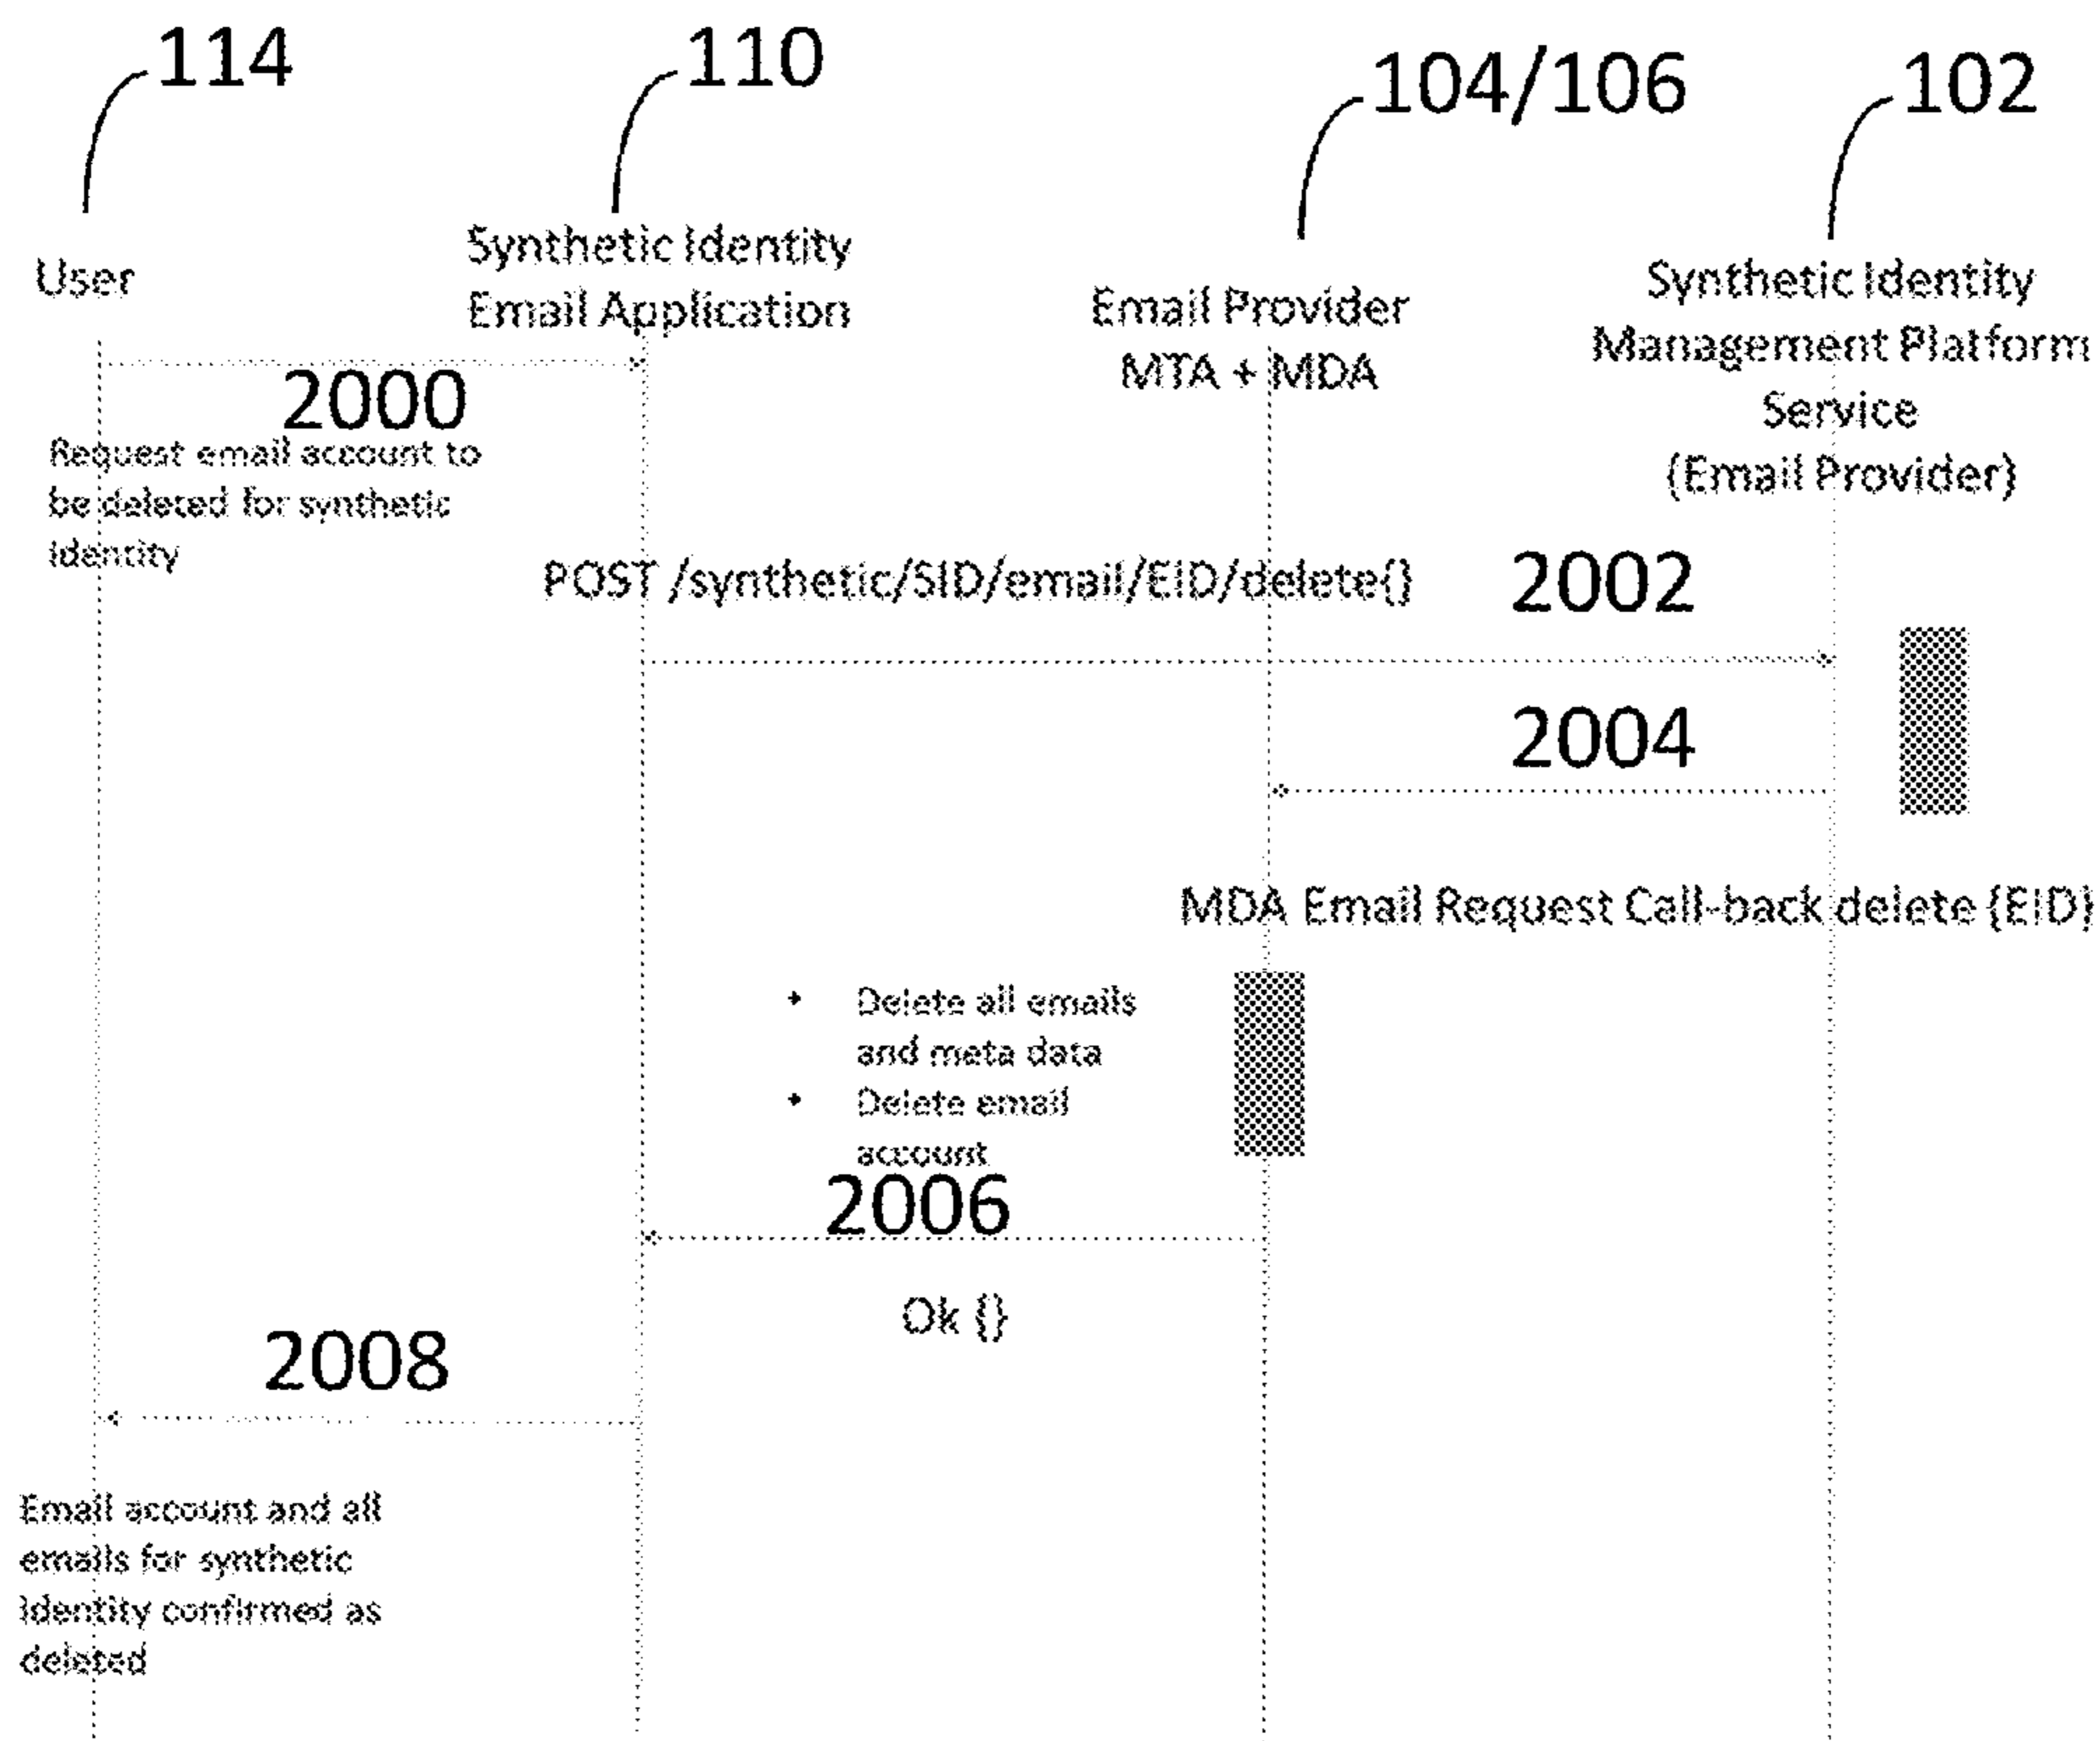 114
110
104/106
102
User
Synthetic Identity
Email Application
Email Provider
MTA + MDA
Synthetic Identity
Management Platform
Service
(Email Provider)
2000
Request email account to
be deleted for synthetic
identity
POST /synthetic/SID/email/EID/delete{}
2002
2004
MDA Email Request Call-back delete {EID}
• Delete all emails
and meta data
• Delete email
account
2006
Ok {}
2008
Email account and all
emails for synthetic
identity confirmed as
deleted